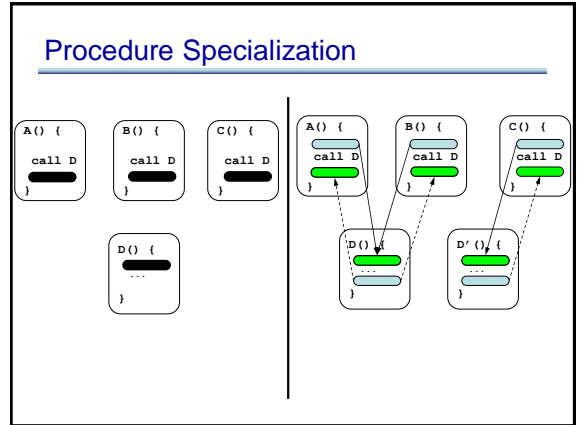 Procedure Specialization
A() {
call D
}
B() {
call D
}
C() {
call D
}
D() {
...
}
A() {
call D
}
B() {
call D
}
C() {
call D
}
D() {
...
}
D'() {
...
}